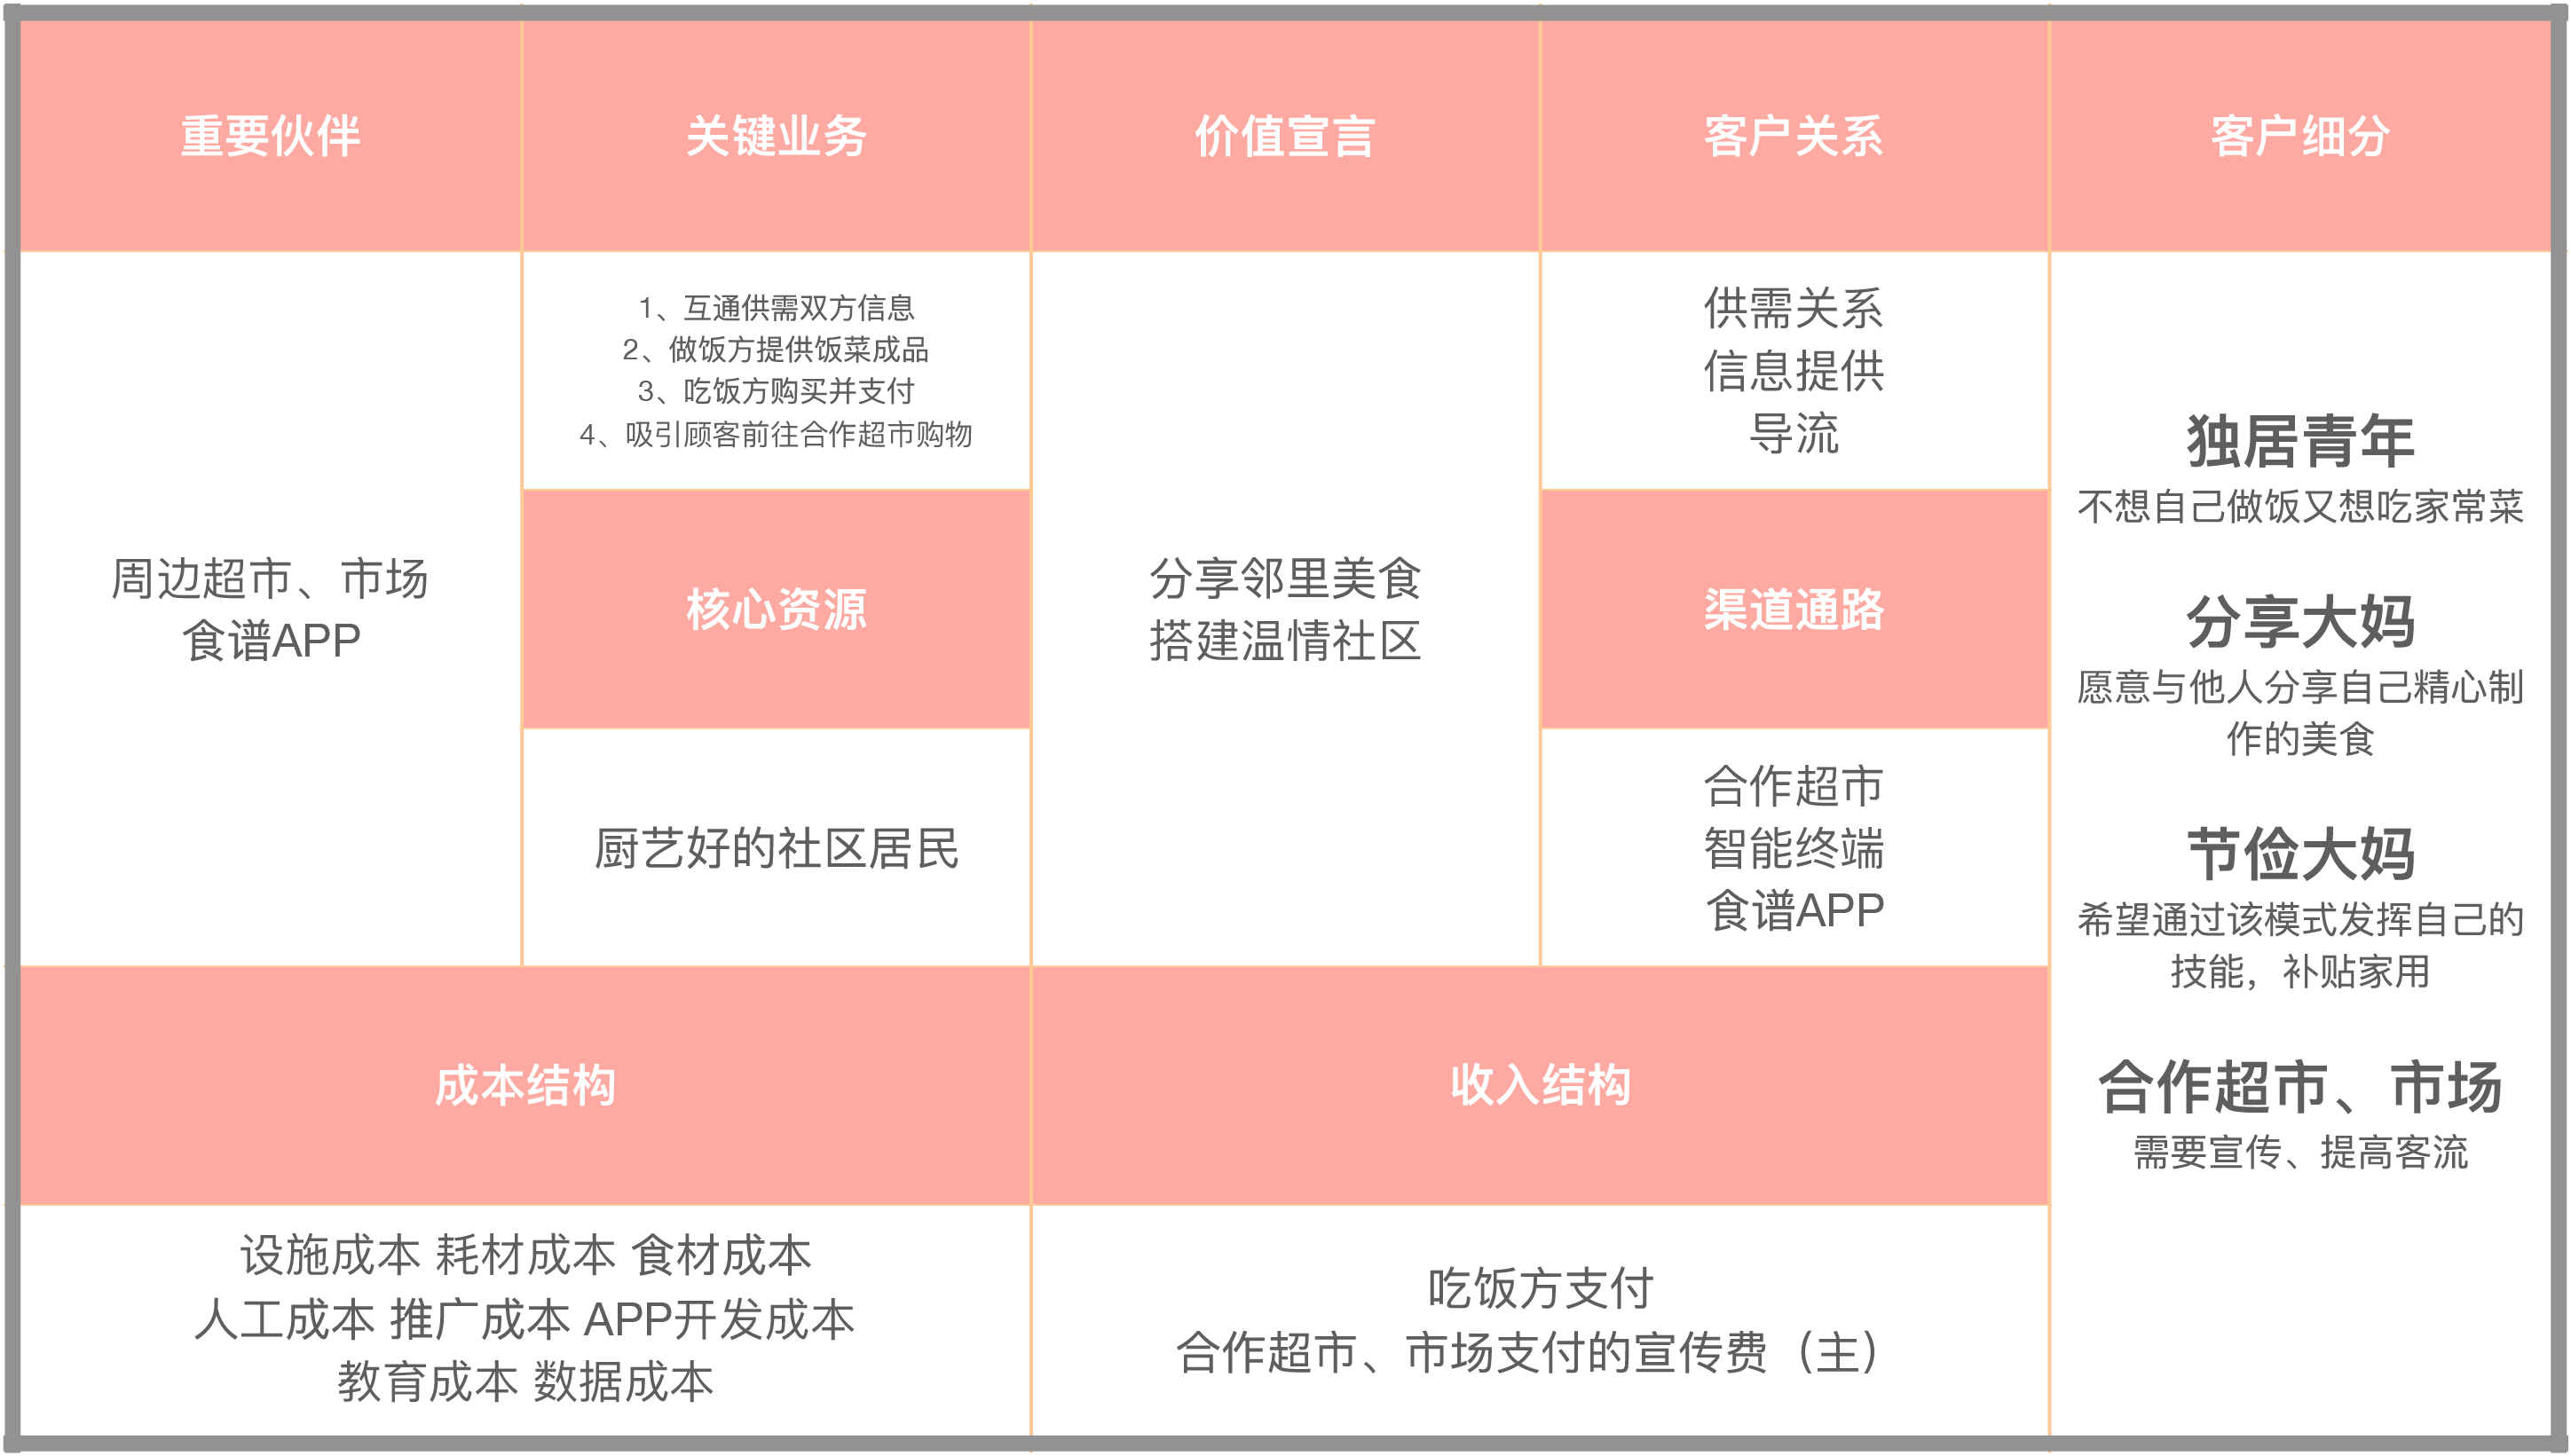 重要伙伴
关键业务
价值宣言
客户关系
客户细分
周边超市、市场
食谱APP
1、互通供需双方信息
2、做饭方提供饭菜成品
3、吃饭方购买并支付
4、吸引顾客前往合作超市购物
核心资源
厨艺好的社区居民
分享邻里美食
搭建温情社区
供需关系
信息提供
导流
渠道通路
合作超市
智能终端
食谱APP
独居青年
不想自己做饭又想吃家常菜
分享大妈
愿意与他人分享自己精心制
作的美食
节俭大妈
希望通过该模式发挥自己的
技能，补贴家用
合作超市、市场
需要宣传、提高客流
成本结构
设施成本 耗材成本 食材成本
人工成本 推广成本 APP开发成本
教育成本 数据成本
收入结构
吃饭方支付
合作超市、市场支付的宣传费（主）